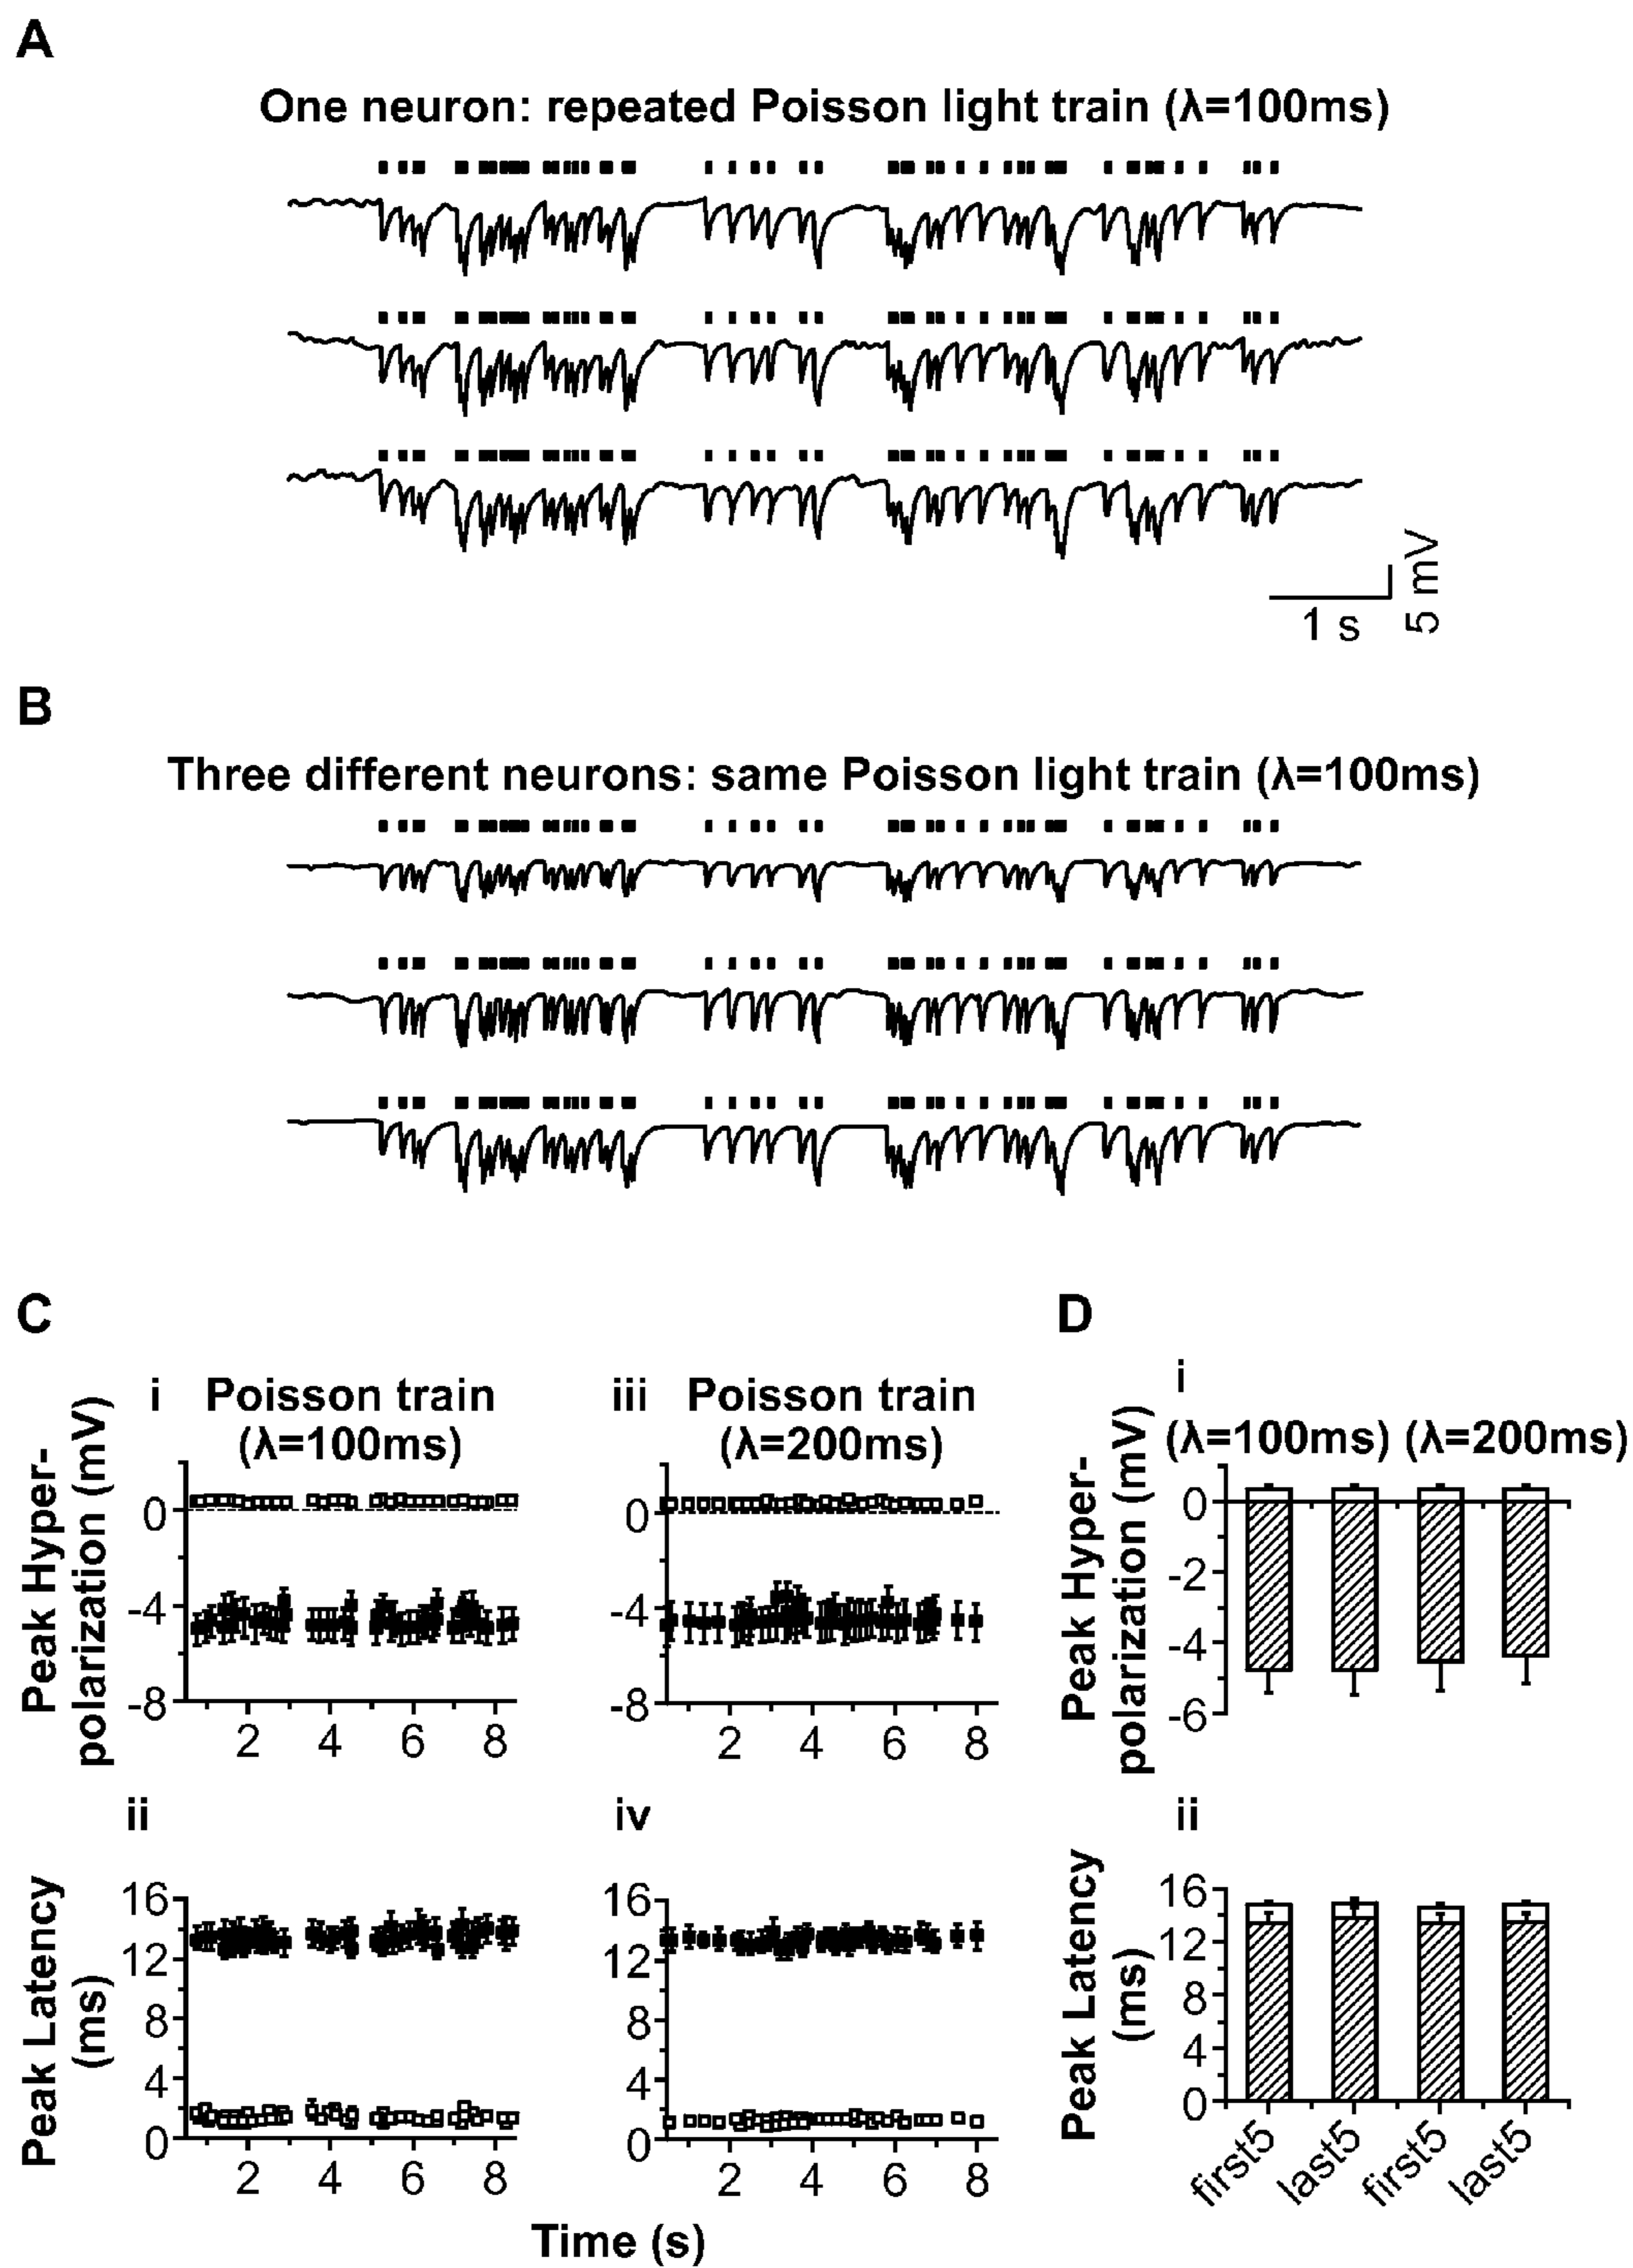 A
One neuron: repeated Poisson light train (λ=100ms)
1 s
5 mV
B
Three different neurons: same Poisson light train (λ=100ms)
C
i
Poisson train
(λ=100ms)
Peak Hyper-
polarization (mV)
0
-4
-8
2 4 6 8
iii
Poisson train
(λ=200ms)
0
-4
-8
2 4 6 8
ii
Peak Latency
(ms)
16
12
8
4
0
2 4 6 8
iv
16
12
8
4
0
2 4 6 8
Time (s)
D
i
(λ=100ms) (λ=200ms)
Peak Hyper-
polarization (mV)
0
-2
-4
-6
ii
Peak Latency
(ms)
16
12
8
4
0
first5 last5 first5 last5